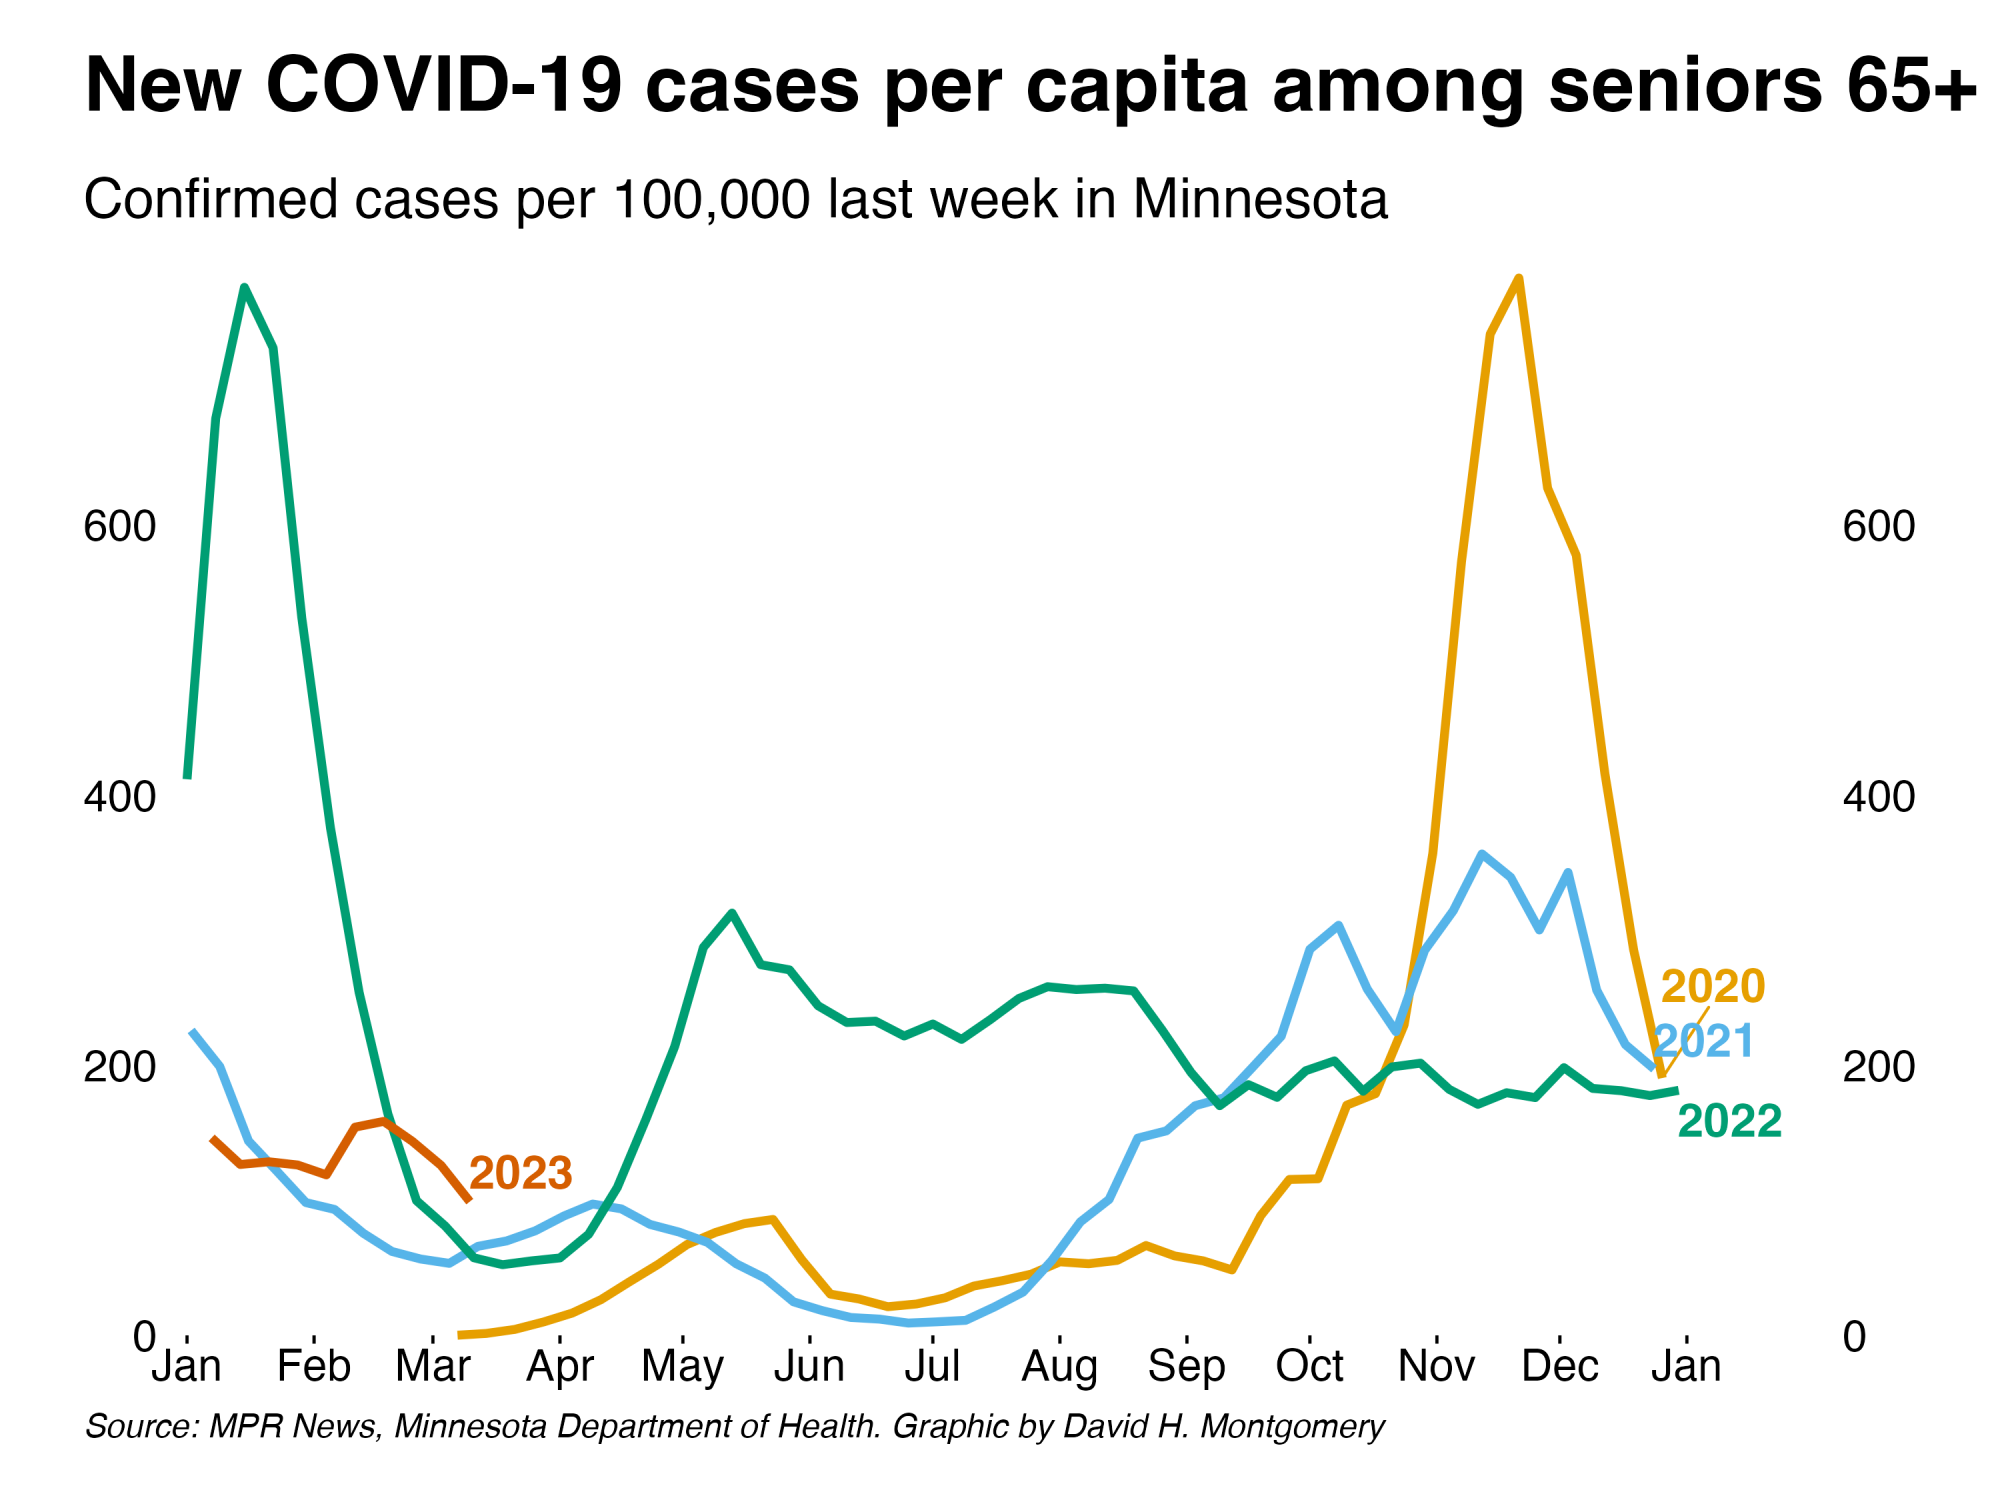 New COVID-19 cases per capita among seniors 65+
Confirmed cases per 100,000 last week in Minnesota
600 600
400 400
2020
2021
200 200
2022
2023
0 0
Jan Feb Mar Apr May Jun Jul Aug Sep Oct Nov Dec Jan
Source: MPR News, Minnesota Department of Health. Graphic by David H. Montgomery